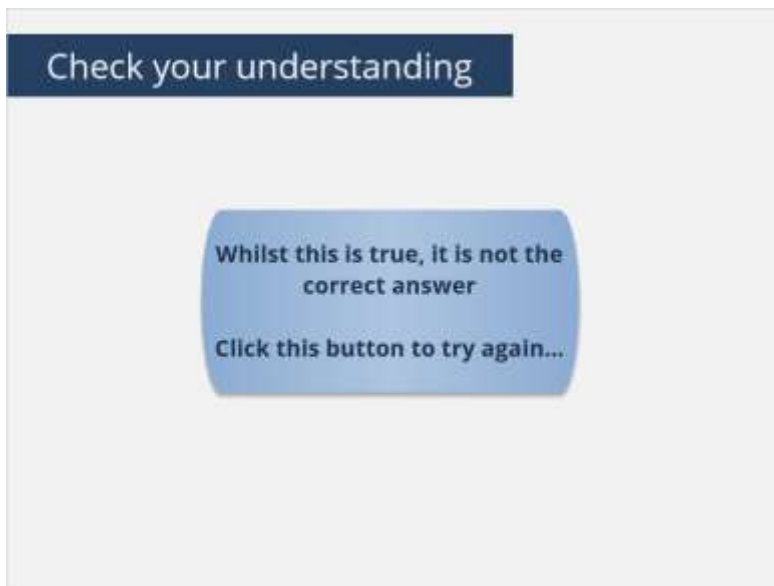 Check your understanding
Whilst this is true, it is not the
correct answer
Click this button to try again...